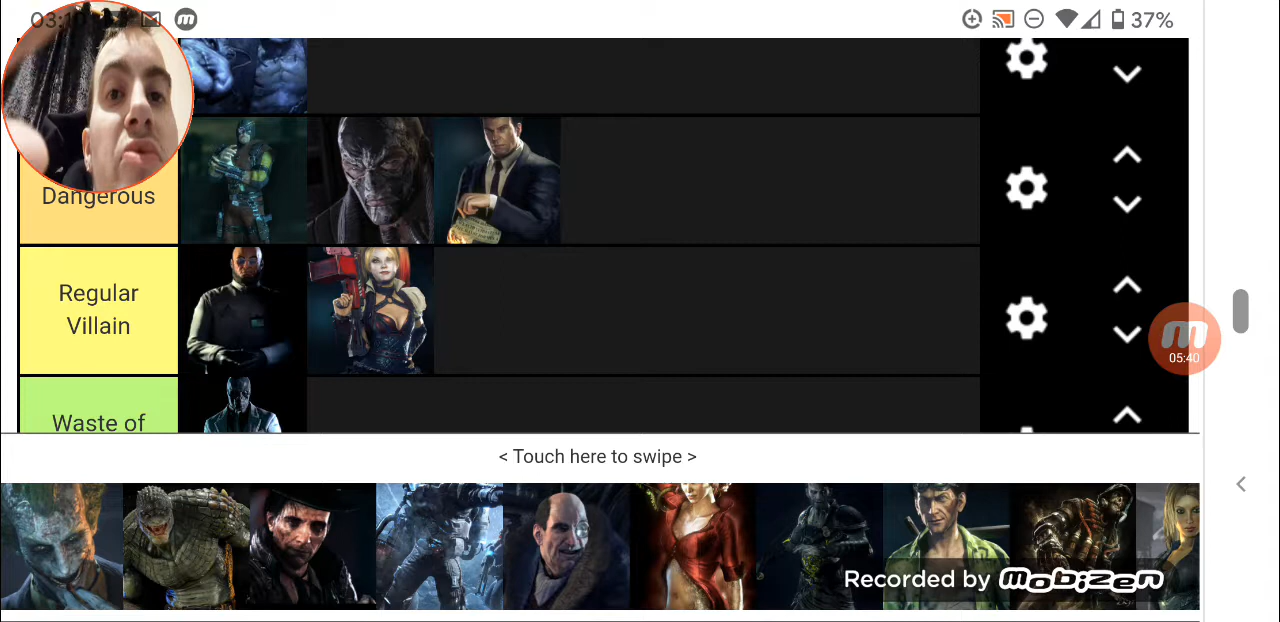 37%
Dangerous
Regular
Villain
05:40
Waste of
< Touch here to swipe >
Recorded by mobizen